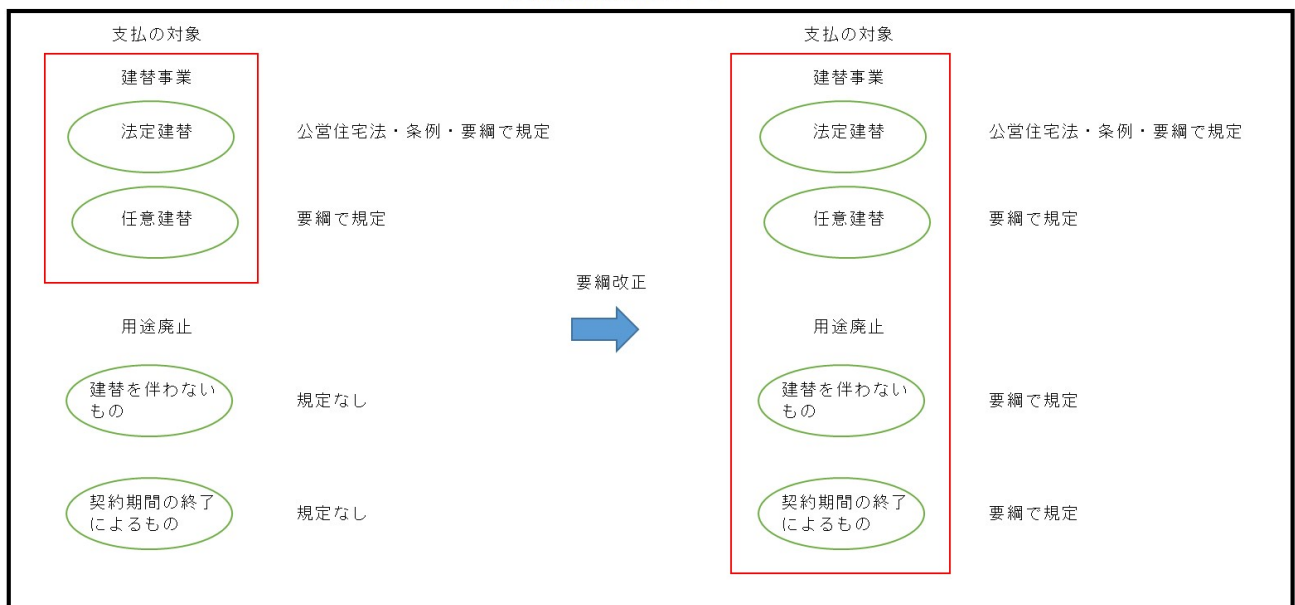 支払の対象
建替事業
法定建替
公営住宅法・条例・要綱で規定
任意建替
要綱で規定
用途廃止
建替を伴わない
もの
規定なし
契約期間の終了
によるもの
規定なし
要綱改正
支払の対象
建替事業
法定建替
公営住宅法・条例・要綱で規定
任意建替
要綱で規定
用途廃止
建替を伴わない
もの
要綱で規定
契約期間の終了
によるもの
要綱で規定